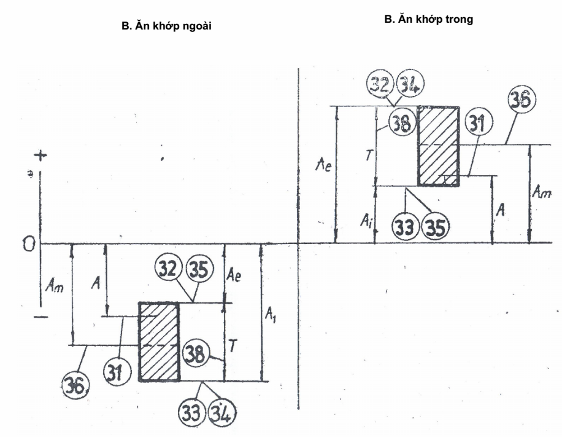 B. Ăn khớp ngoài
B. Ăn khớp trong
32 34
36
38
31
+
Ae
T
Am
Ai
A
33 35
0
Am
A
32 35
Ae
A1
−
38
T
31
36
33 34